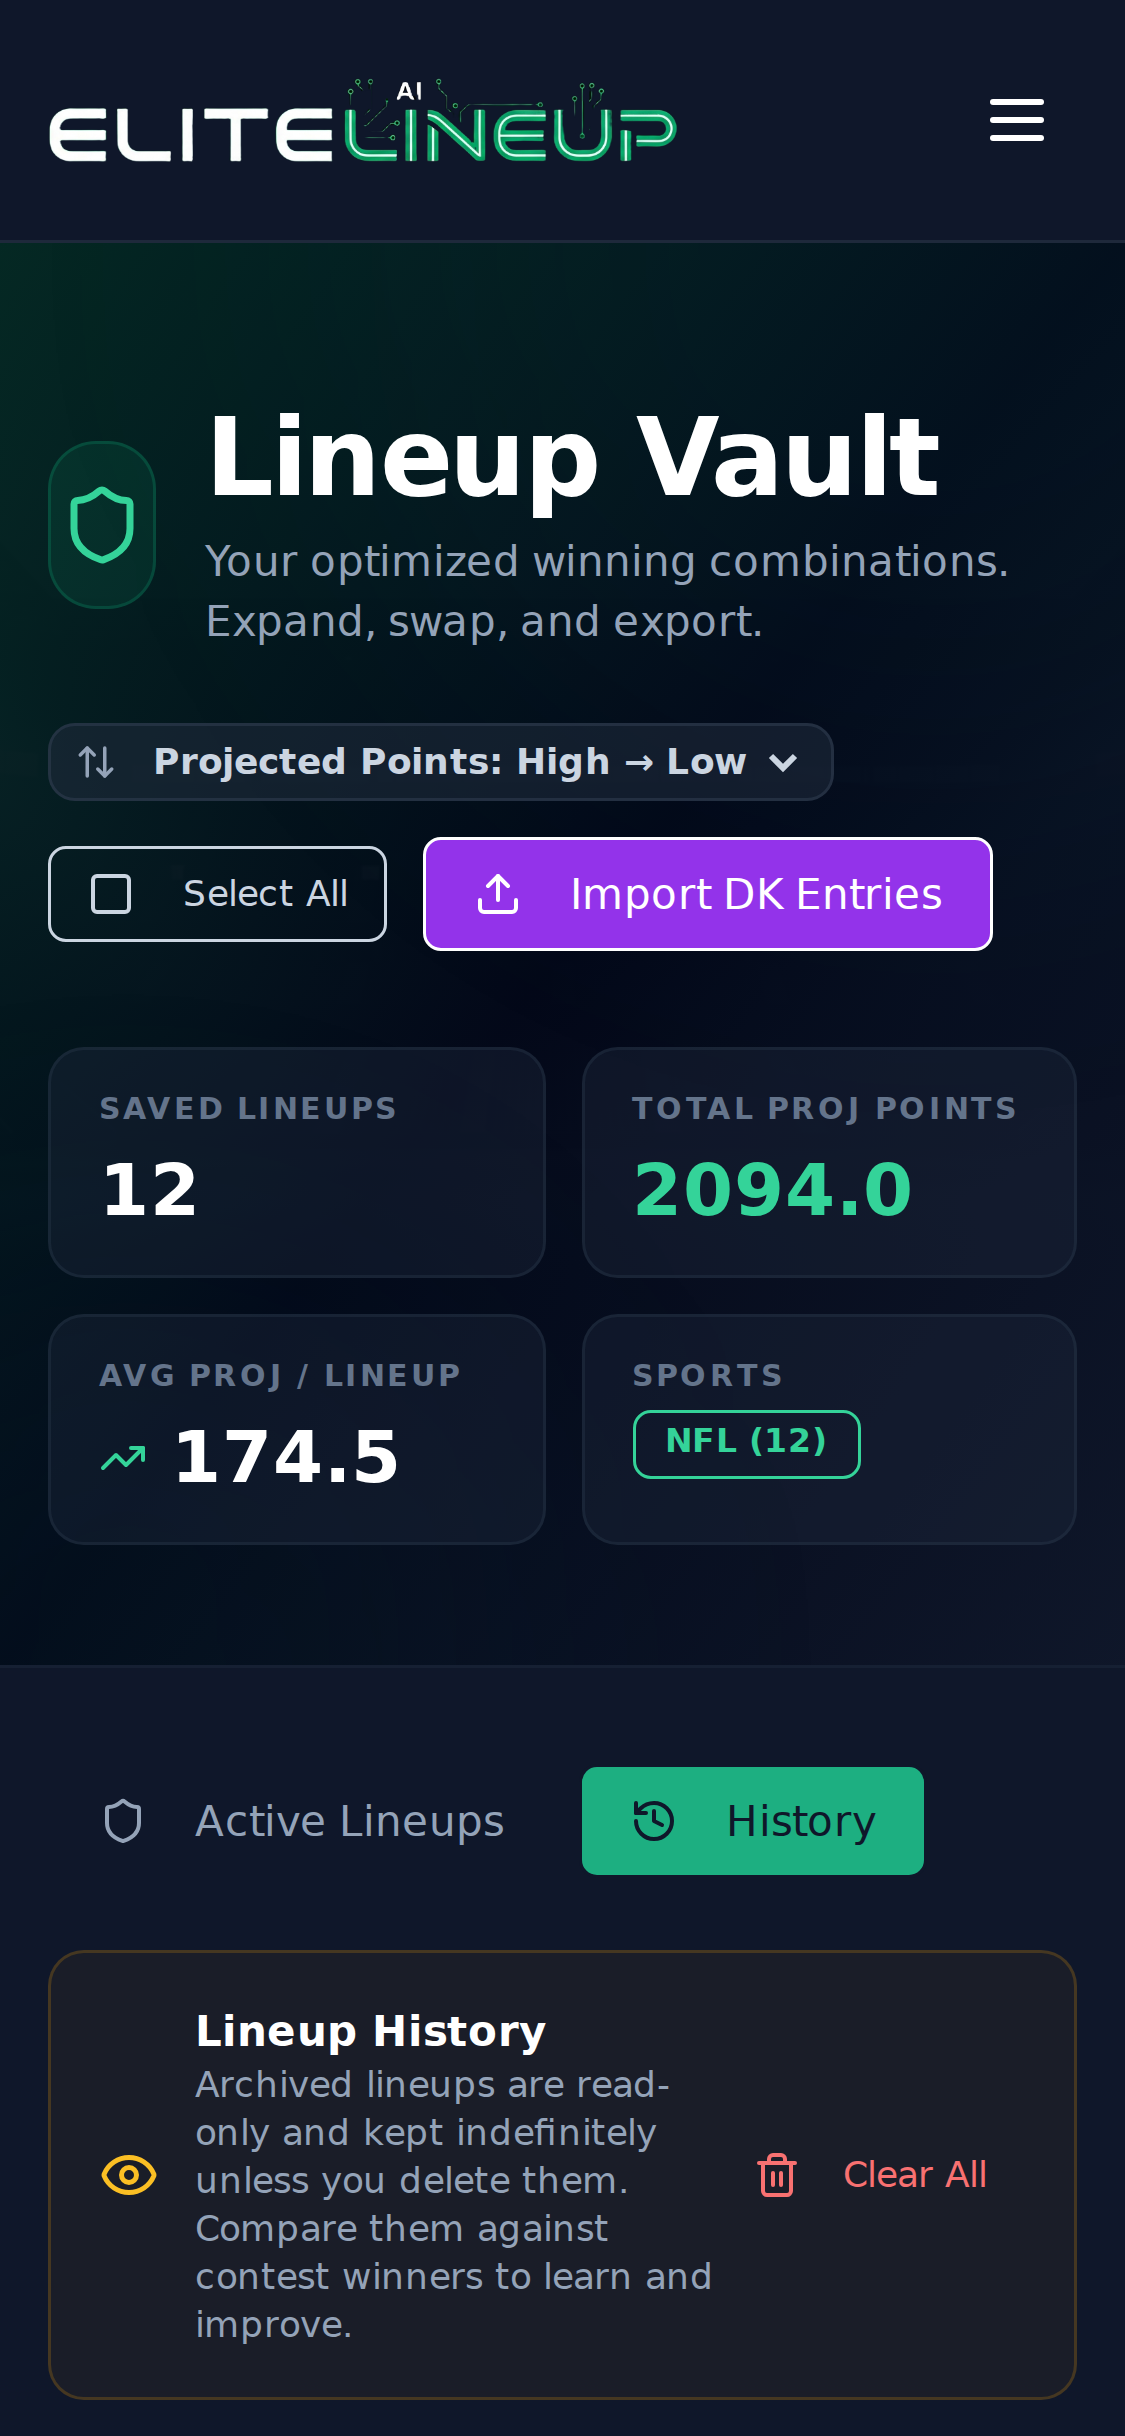 ELITE LINEUP AI
Lineup Vault
Your optimized winning combinations.
Expand, swap, and export.
Projected Points: High → Low
Select All
Import DK Entries
SAVED LINEUPS
12
TOTAL PROJ POINTS
2094.0
AVG PROJ / LINEUP
174.5
SPORTS
NFL (12)
Active Lineups
History
Lineup History
Archived lineups are read-
only and kept indefinitely
unless you delete them.
Compare them against
contest winners to learn and
improve.
Clear All